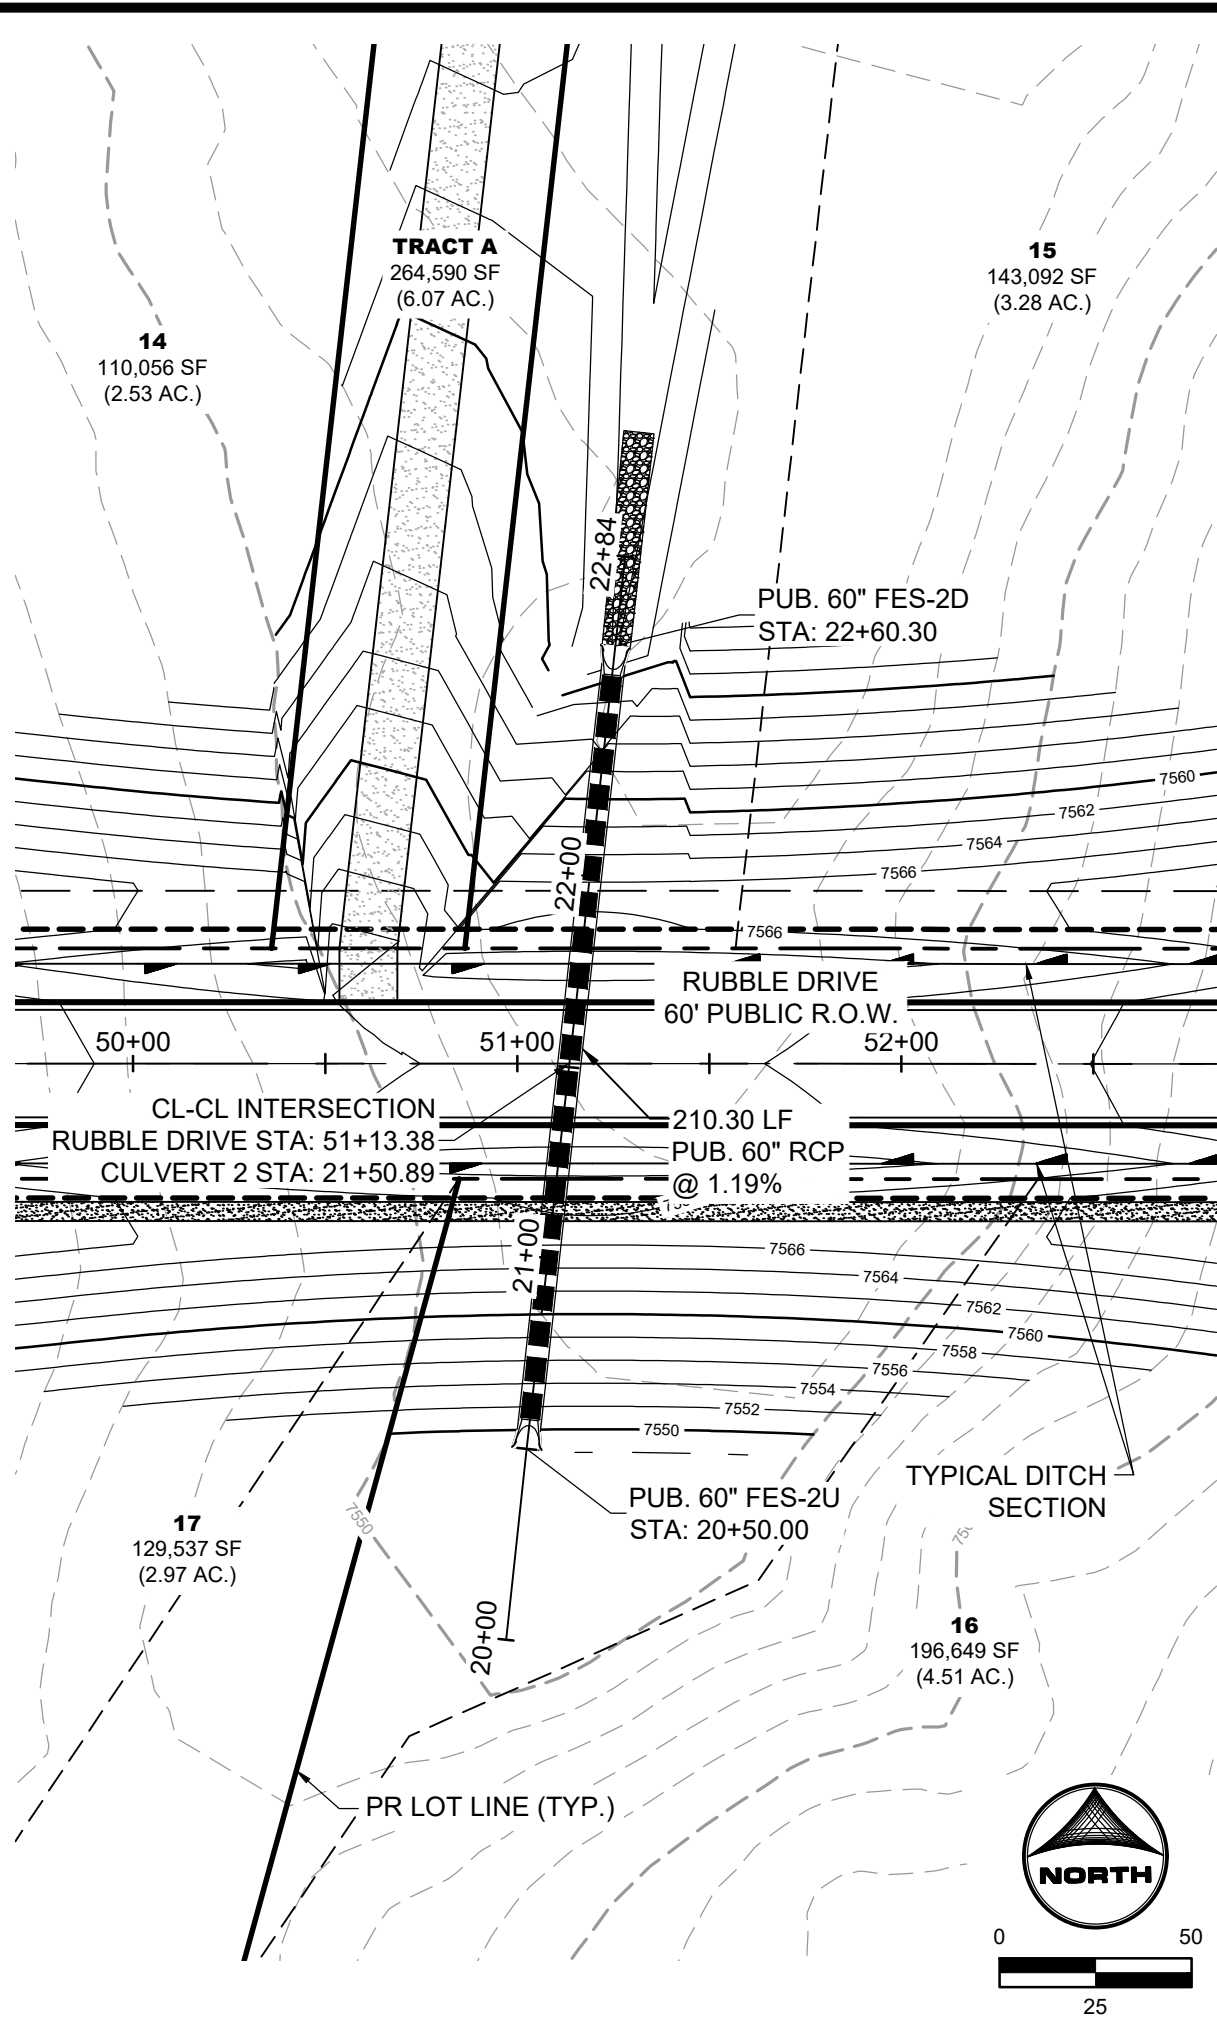 TRACT A
264,590 SF
(6.07 AC.)
15
143,092 SF
(3.28 AC.)
14
110,056 SF
(2.53 AC.)
22+84
PUB. 60" FES-2D
STA: 22+60.30
7560
7562
7564
7566
22+00
7566
RUBBLE DRIVE
60' PUBLIC R.O.W.
50+00
51+00
52+00
CL-CL INTERSECTION
RUBBLE DRIVE STA: 51+13.38
CULVERT 2 STA: 21+50.89
210.30 LF
PUB. 60" RCP
@ 1.19%
21+00
7566
7564
7562
7560
7558
7556
7554
7552
7550
TYPICAL DITCH
SECTION
PUB. 60" FES-2U
STA: 20+50.00
7550
17
129,537 SF
(2.97 AC.)
20+00
16
196,649 SF
(4.51 AC.)
PR LOT LINE (TYP.)
NORTH
0
50
25